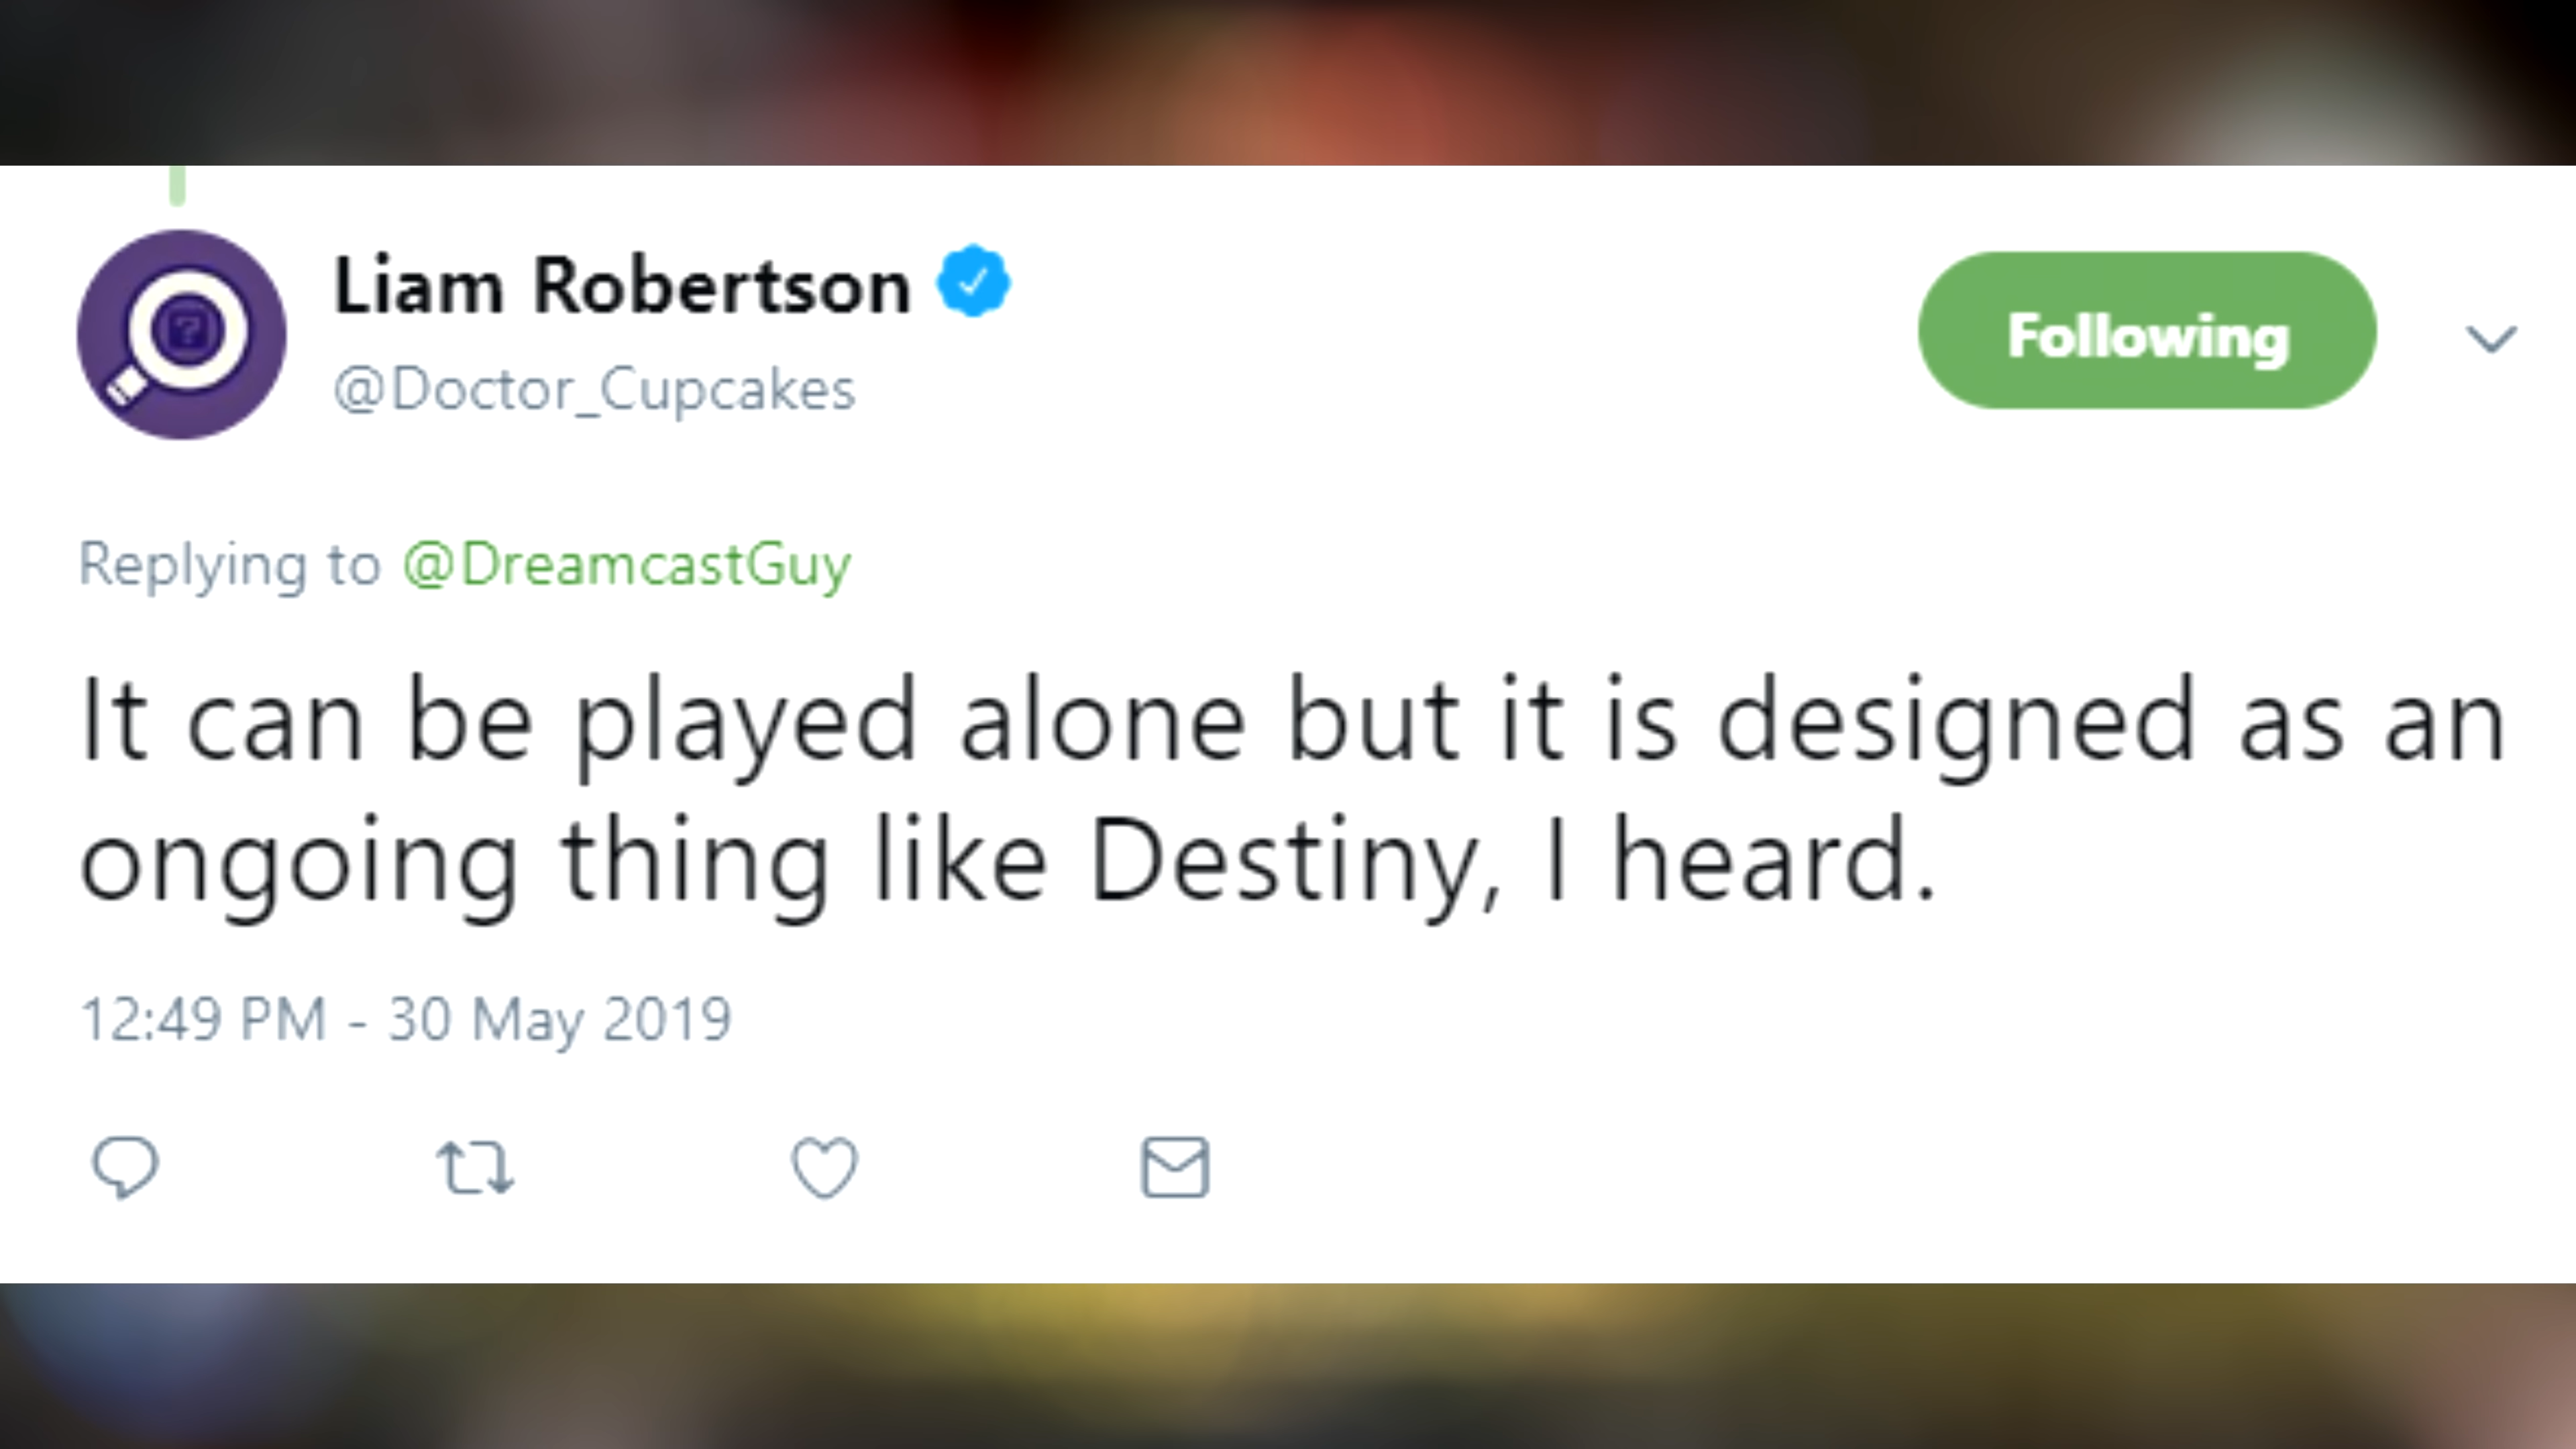 Liam Robertson
Following
@Doctor_Cupcakes
Replying to @DreamcastGuy
It can be played alone but it is designed as an
ongoing thing like Destiny, I heard.
12:49 PM - 30 May 2019